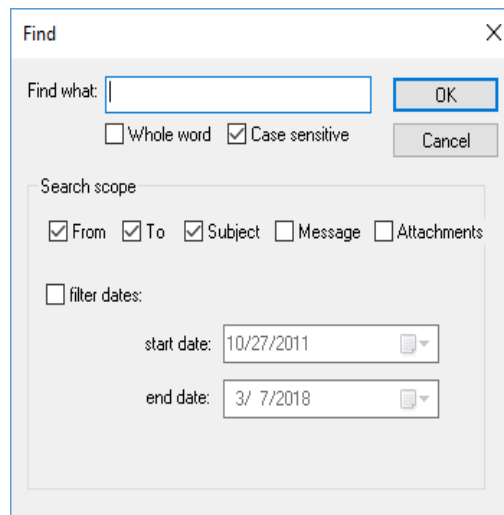 Find
Find what:
OK
Whole word Case sensitive
Cancel
Search scope
From To Subject Message Attachments
filter dates:
start date: 10/27/2011
end date: 3/ 7/2018